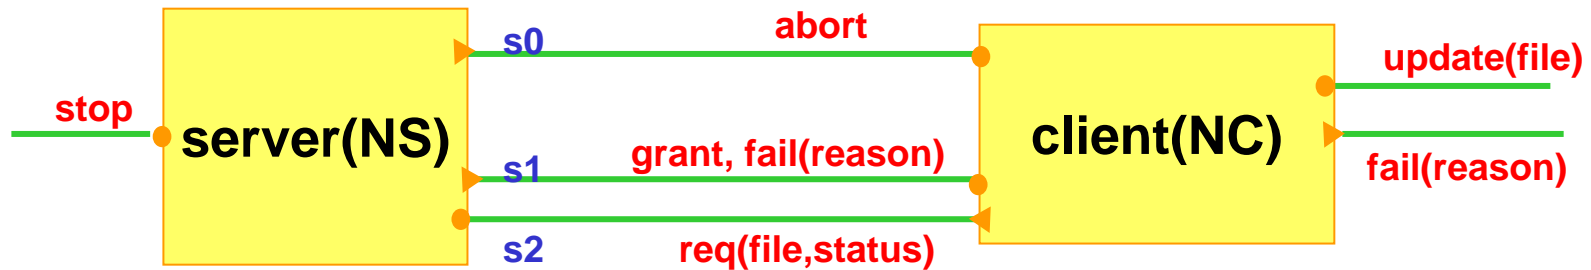 stop
server(NS)
s0
abort
s1
grant, fail(reason)
s2
req(file,status)
client(NC)
update(file)
fail(reason)